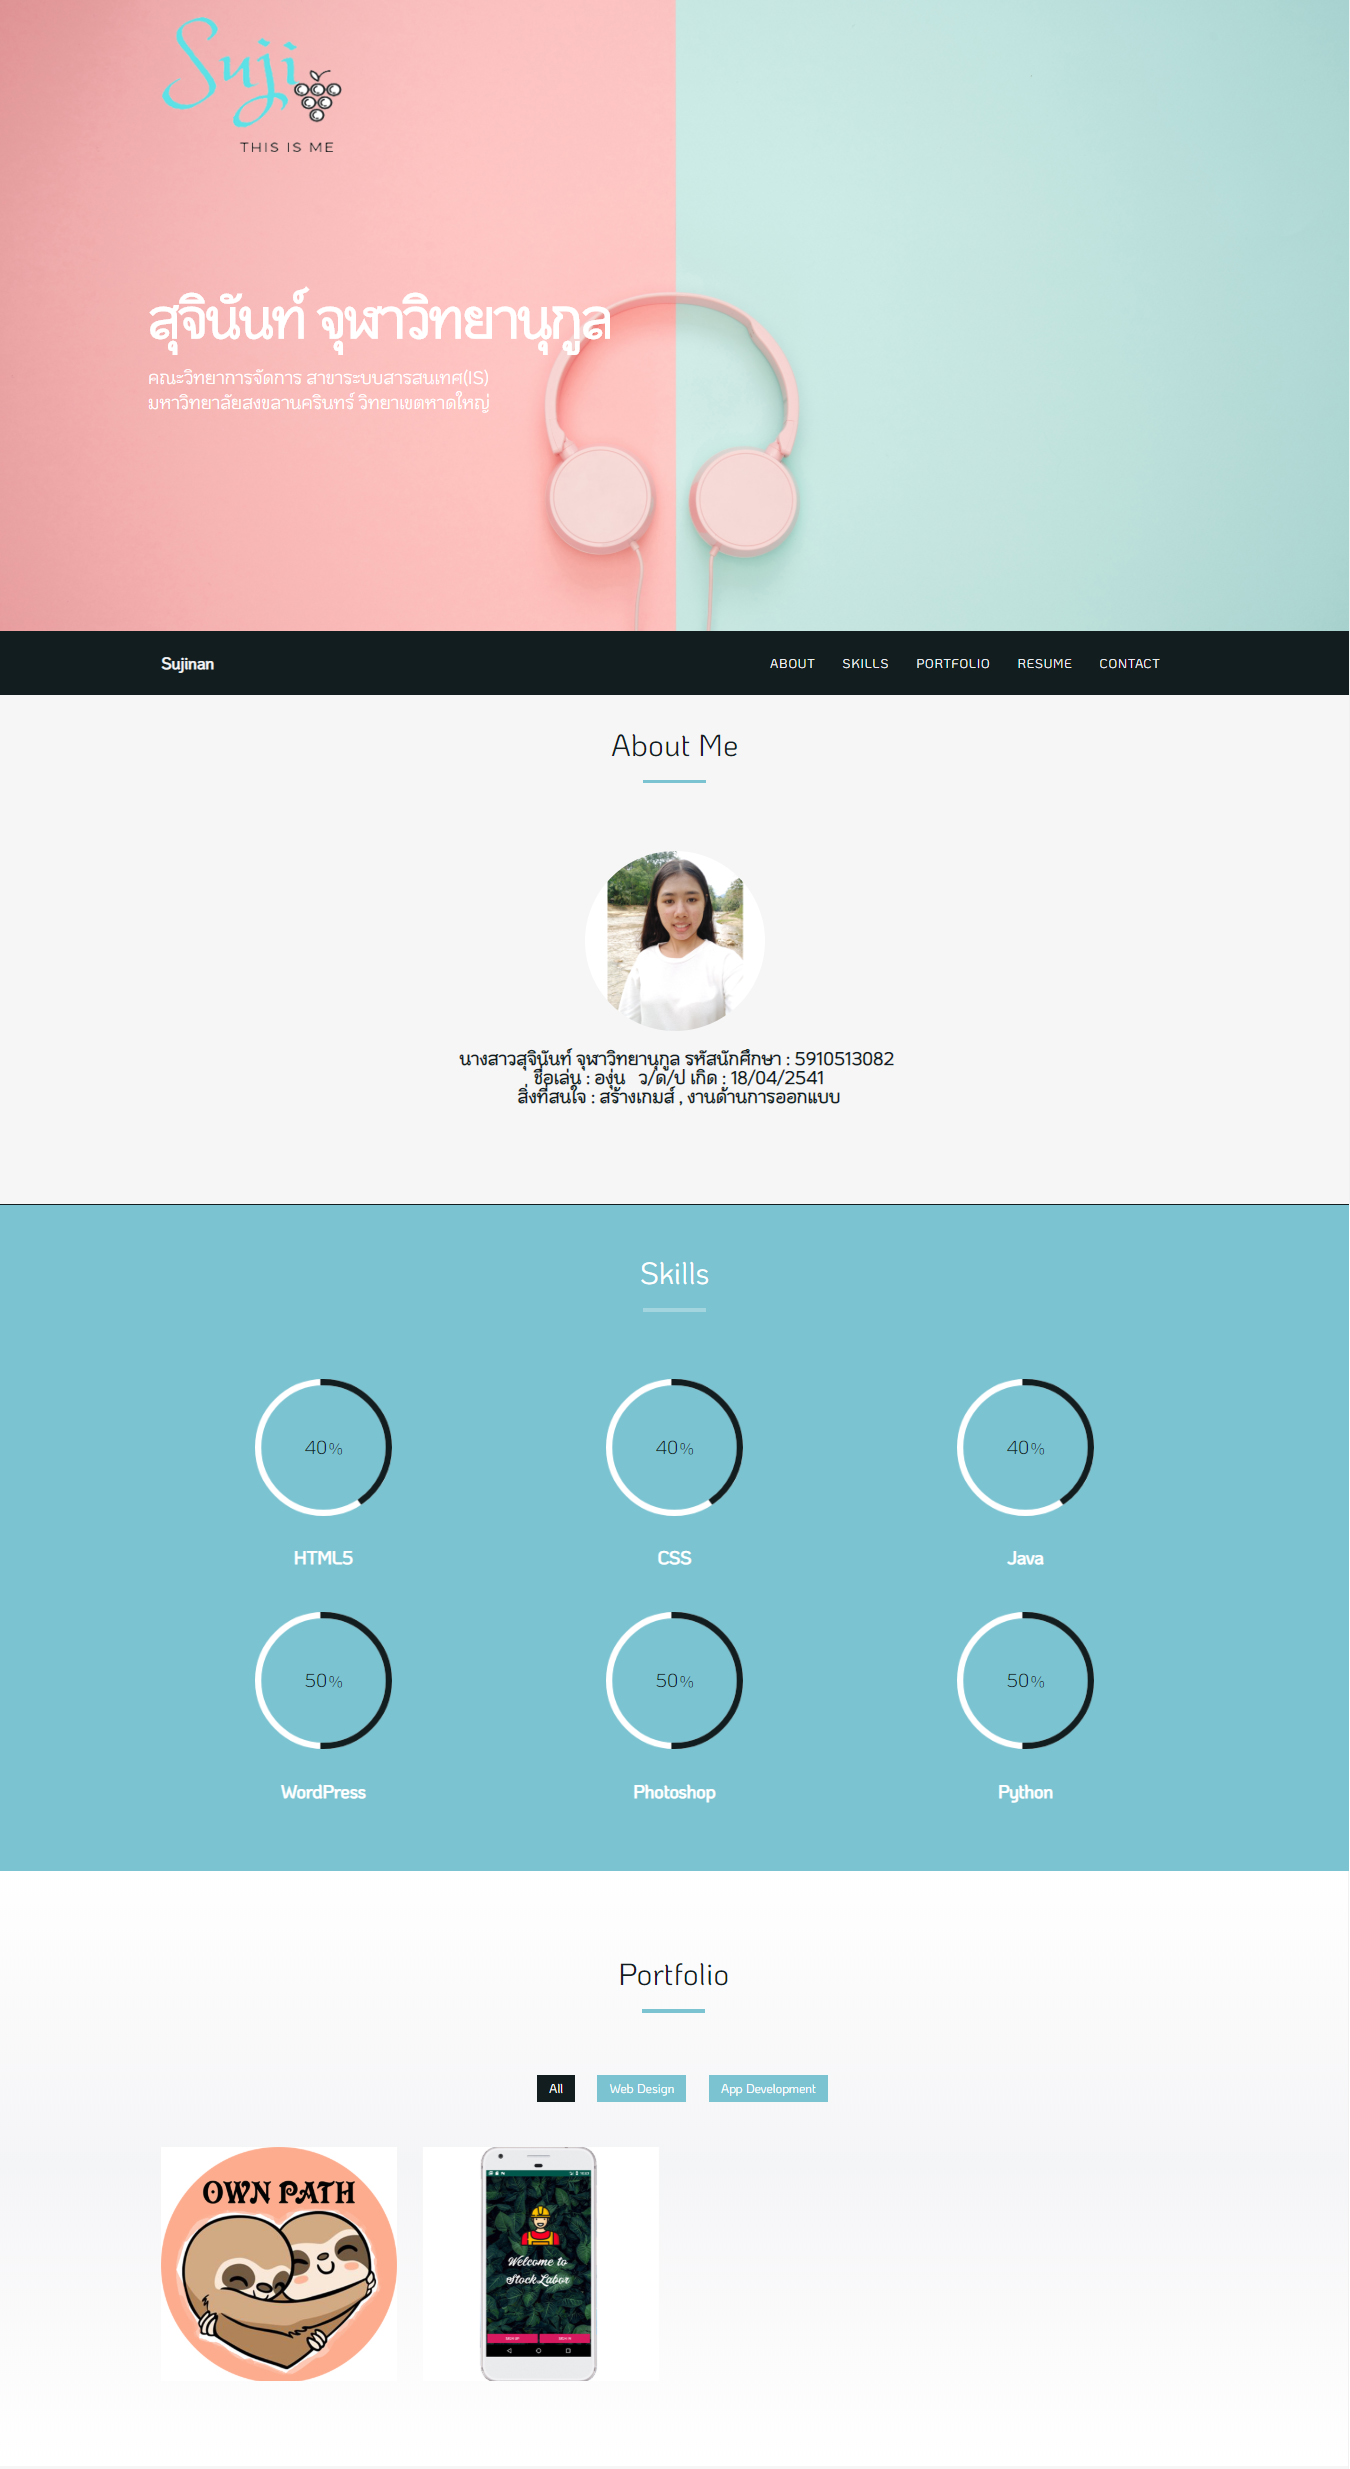 Suji
THIS IS ME
สุจินันท์ จุฬาวิทยานุกูล
คณะวิทยาการจัดการ สาขาระบบสารสนเทศ(IS)
มหาวิทยาลัยสงขลานครินทร์ วิทยาเขตหาดใหญ่
Sujinan
ABOUT SKILLS PORTFOLIO RESUME CONTACT
About Me
นางสาวสุจินันท์ จุฬาวิทยานุกูล รหัสนักศึกษา : 5910513082
ชื่อเล่น : องุ่น ว/ด/ป เกิด : 18/04/2541
สิ่งที่สนใจ : สร้างเกมส์ , งานด้านการออกแบบ
Skills
40% 40% 40%
HTML5 CSS Java
50% 50% 50%
WordPress Photoshop Python
Portfolio
All Web Design App Development
OWN PATH
Welcome to
StockLabor